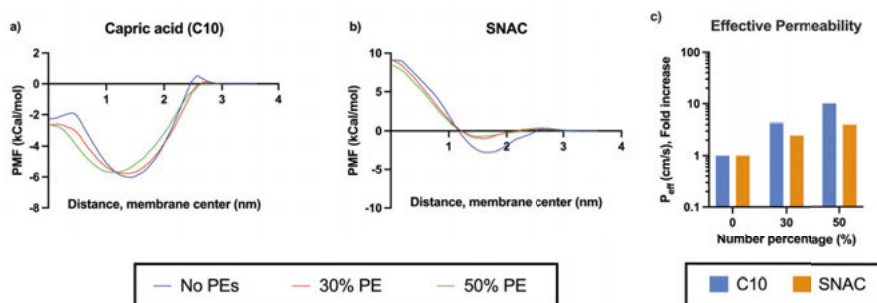 a)
Capric acid (C10)
2
0
-2
-4
-6
-8
1
2
3
4
PMF (kCal/mol)
Distance, membrane center (nm)
b)
SNAC
10
5
0
-5
-10
1
2
3
4
PMF (kCal/mol)
Distance, membrane center (nm)
c)
Effective Permeability
100
10
1
0.1
P_eff (cm/s), Fold increase
0
30
50
Number percentage (%)
No PEs
30% PE
50% PE
C10
SNAC